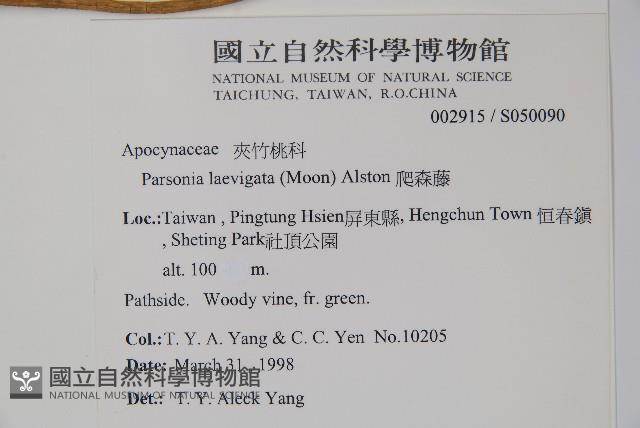 國立自然科學博物館
NATIONAL MUSEUM OF NATURAL SCIENCE
TAICHUNG, TAIWAN, R.O.CHINA
002915 / S050090
Apocynaceae 夾竹桃科
Parsonia laevigata (Moon) Alston 爬森藤
Loc.:Taiwan , Pingtung Hsien屏東縣, Hengchun Town 恒春鎮
, Sheting Park社頂公園
alt. 100 m.
Pathside. Woody vine, fr. green.
Col.:T. Y. A. Yang & C. C. Yen No.10205
Date: March 31, 1998
國立自然科學博物館
NATIONAL MUSEUM OF NATURAL SCIENCE
Det.: T. Y. Aleck Yang